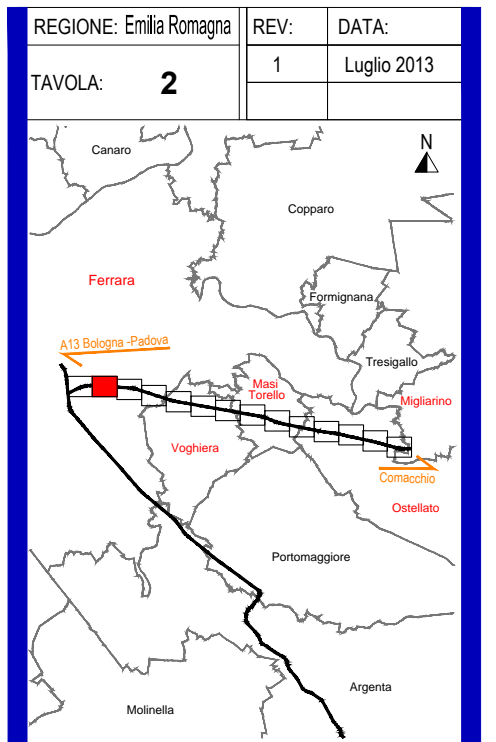 REGIONE: Emilia Romagna
REV:
DATA:
TAVOLA: 2
1
Luglio 2013
N
Canaro
Copparo
Ferrara
Formignana
A13 Bologna -Padova
Tresigallo
Masi
Torello
Migliarino
Voghiera
Comacchio
Ostellato
Portomaggiore
Argenta
Molinella